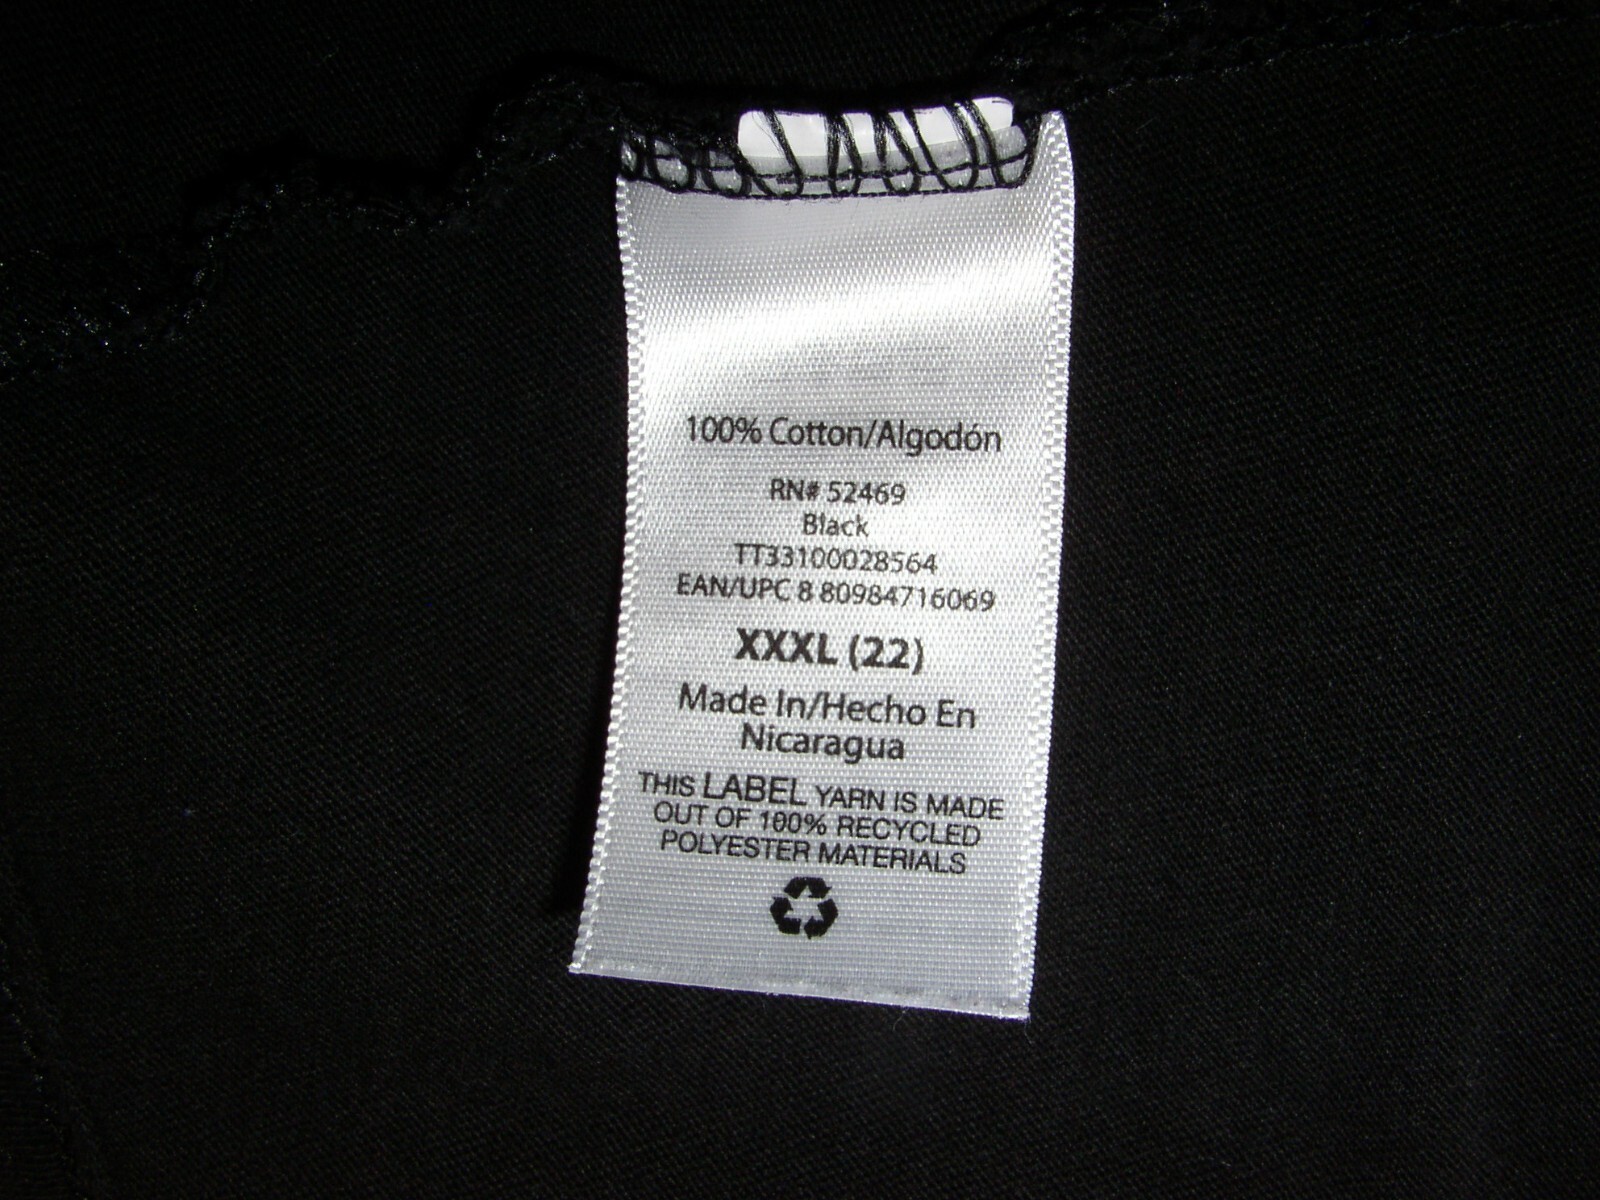 100% Cotton/Algodón
RN# 52469
Black
TT33100028564
EAN/UPC 8 80984716069
XXXL (22)
Made In/Hecho En
Nicaragua
THIS LABEL YARN IS MADE
OUT OF 100% RECYCLED
POLYESTER MATERIALS